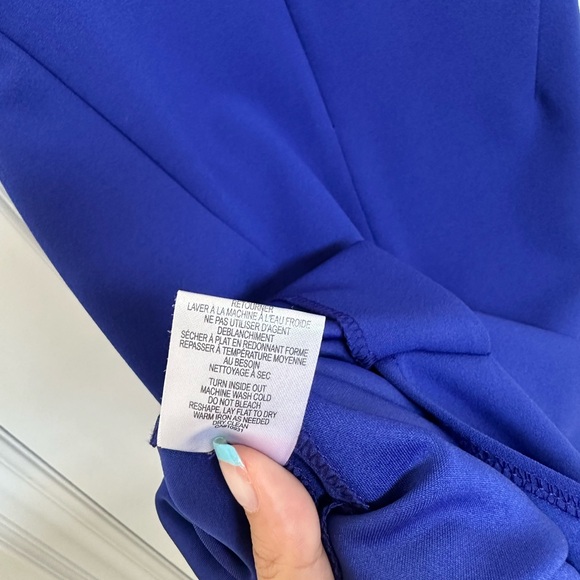 RETOURNER
LAVER À LA MACHINE À L'EAU FROIDE
NE PAS UTILISER D'AGENT
DEBLANCHIMENT
SÉCHER À PLAT EN REDONNANT FORME
REPASSER À TEMPÉRATURE MOYENNE
AU BESOIN
NETTOYAGE À SEC
TURN INSIDE OUT
MACHINE WASH COLD
DO NOT BLEACH
RESHAPE, LAY FLAT TO DRY
WARM IRON AS NEEDED
DRY CLEAN